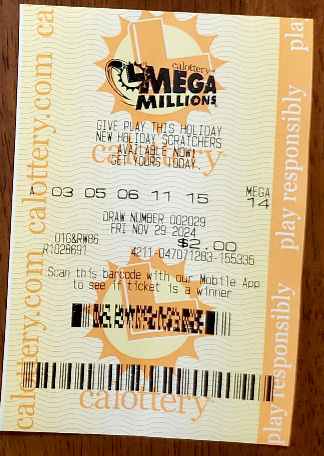 calottery
MEGA
MILLIONS
GIVE PLAY THIS HOLIDAY
NEW HOLIDAY SCRATCHERS
AVAILABLE NOW!
GET YOURS TODAY
calottery
A 03 05 06 11 15 MEGA 14
DRAW NUMBER 002029
FRI NOV 29 2024
$2.00
R1028691 4211-047071283-155335
Scan this barcode with our Mobile App
to see if ticket is a winner
calottery
calottery.com calottery.com ca
play responsibly play responsibly pla